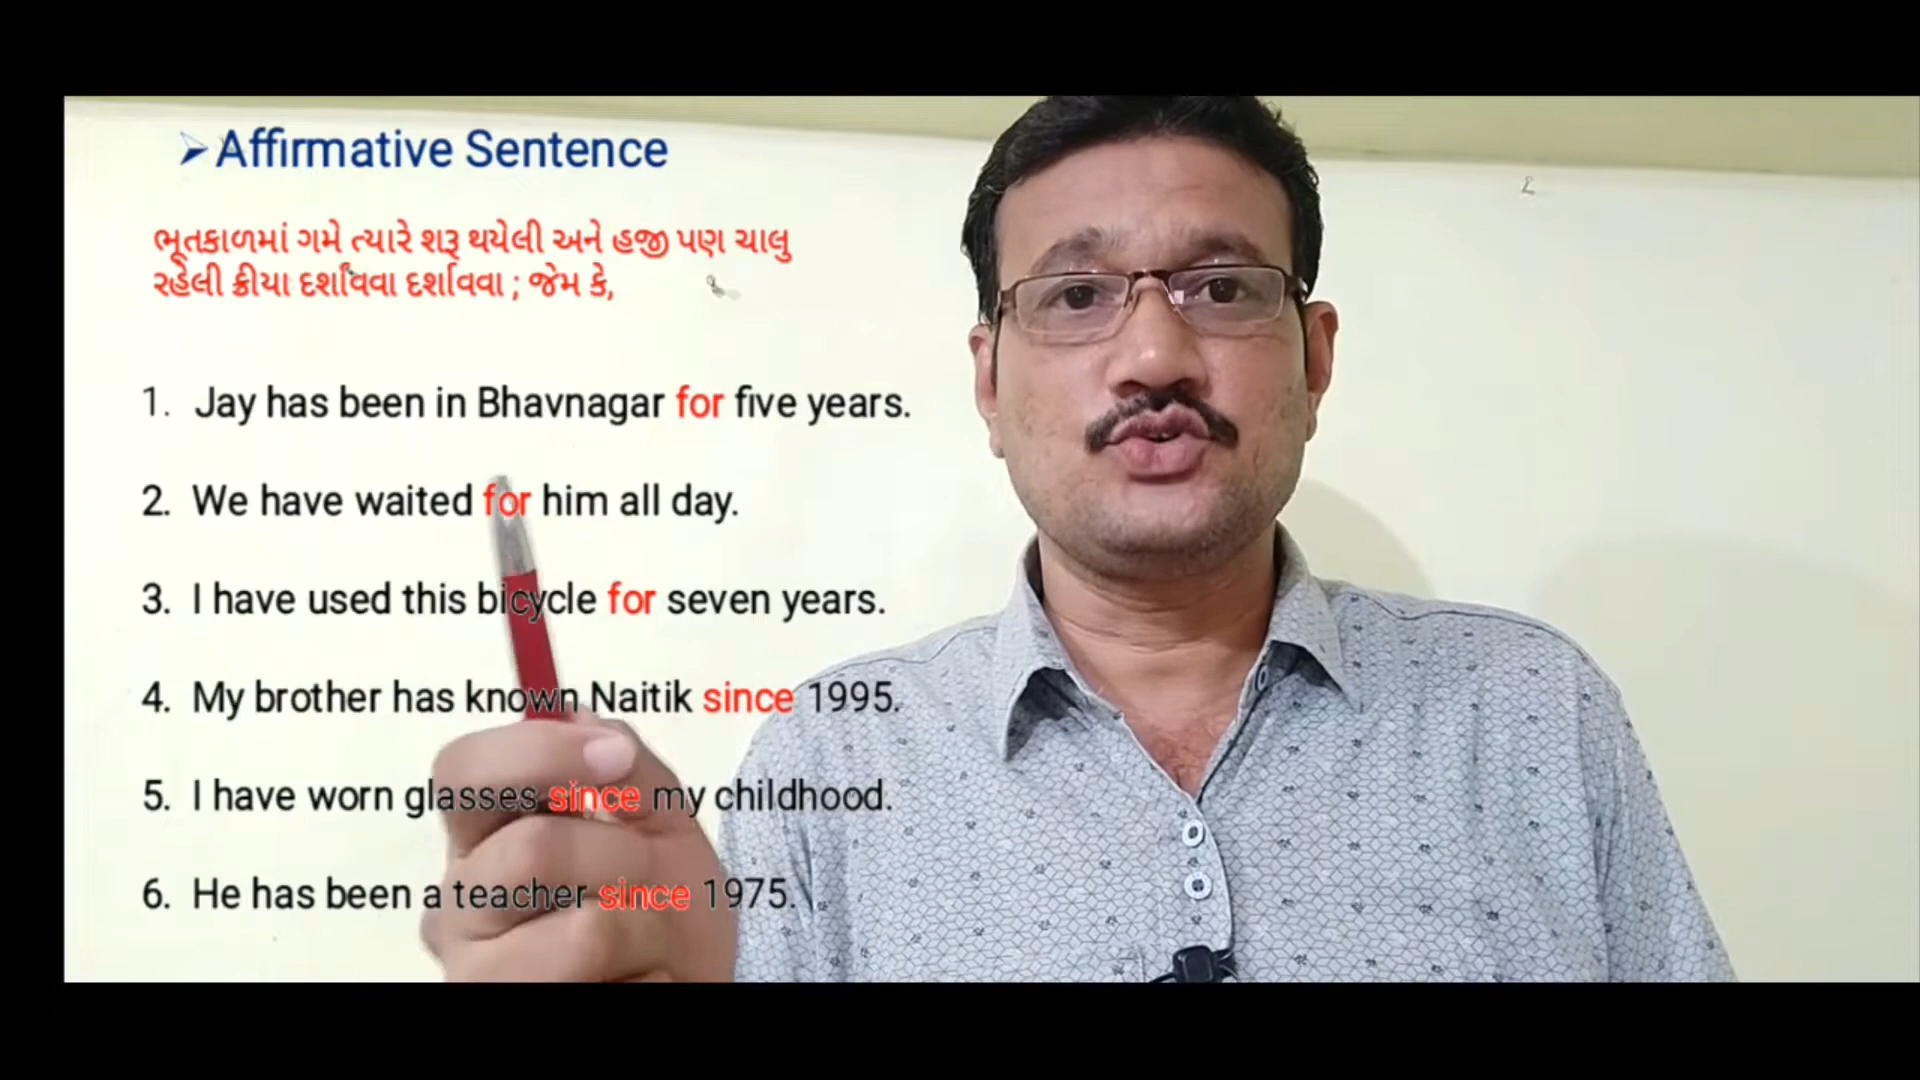 ➢ Affirmative Sentence
ભૂતકાળમાં ગમે ત્યારે શરૂ થયેલી અને હજી પણ ચાલુ
રહેલી ક્રીયા દર્શાવવા દર્શાવવા ; જેમ કે,
1. Jay has been in Bhavnagar for five years.
2. We have waited for him all day.
3. I have used this bicycle for seven years.
4. My brother has known Naitik since 1995.
5. I have worn glasses since my childhood.
6. He has been a teacher since 1975.